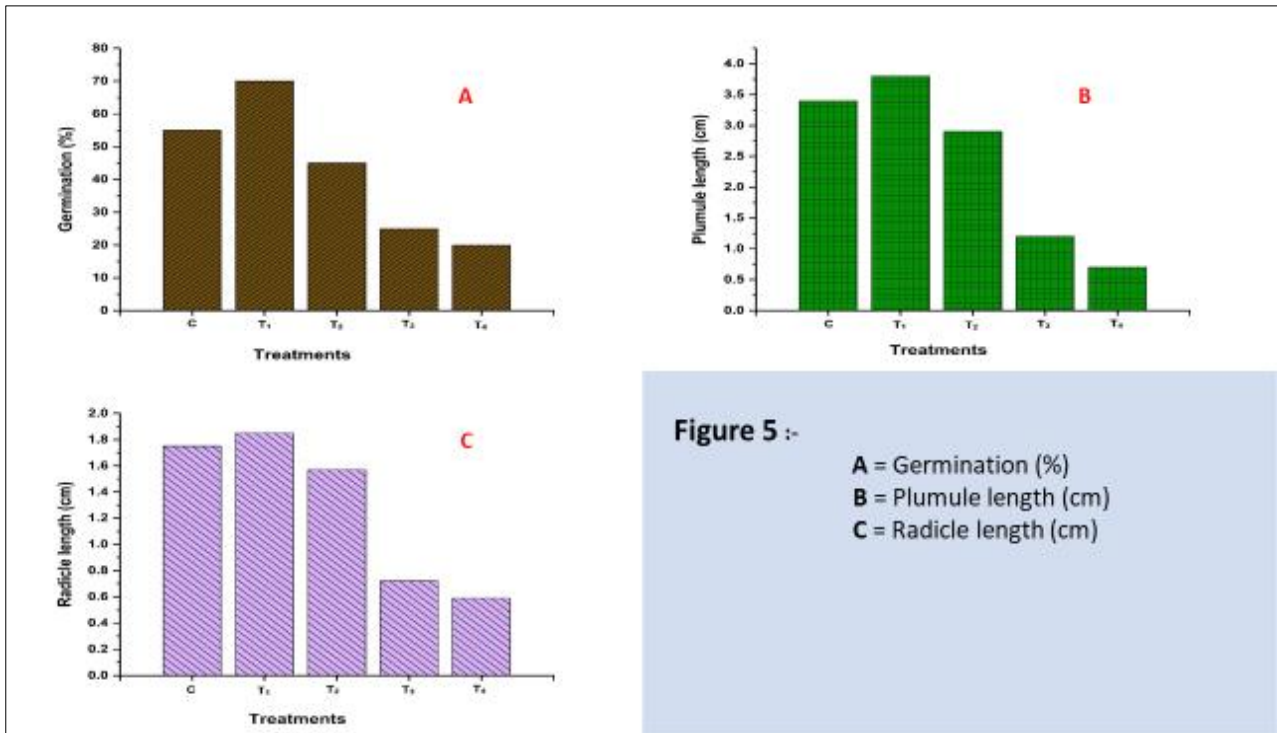 80
70
60
50
40
30
20
10
0
Germination (%)
A
C T₁ T₂ T₃ T₄
Treatments
4.0
3.5
3.0
2.5
2.0
1.5
1.0
0.5
0.0
Plumule length (cm)
B
C T₁ T₂ T₃ T₄
Treatments
2.0
1.8
1.6
1.4
1.2
1.0
0.8
0.6
0.4
0.2
0.0
Radicle length (cm)
C
C T₁ T₂ T₃ T₄
Treatments
Figure 5 :-
A = Germination (%)
B = Plumule length (cm)
C = Radicle length (cm)